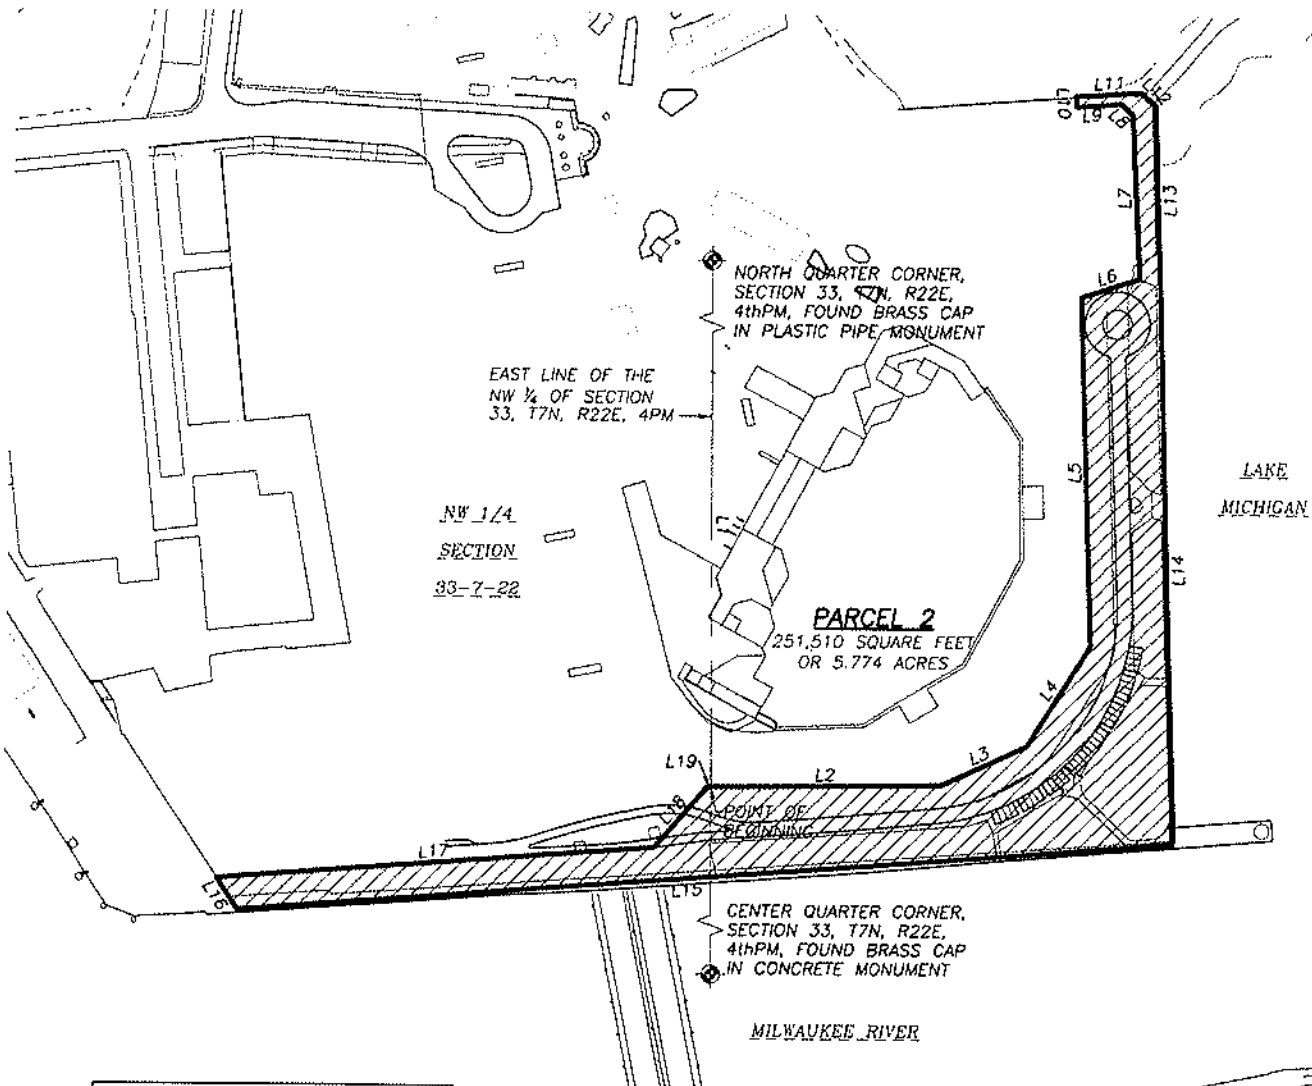 L11
L12
L10
L9
L8
L7
L13
NORTH QUARTER CORNER,
SECTION 33, T7N, R22E,
4thPM, FOUND BRASS CAP
IN PLASTIC PIPE MONUMENT
L6
EAST LINE OF THE
NW ¼ OF SECTION
33, T7N, R22E, 4PM
L5
LAKE
MICHIGAN
NW 1/4
SECTION
33-7-22
L14
PARCEL 2
251,510 SQUARE FEET
OR 5.774 ACRES
L4
L3
L19
L2
L18
POINT OF
BEGINNING
L17
L16
L15
CENTER QUARTER CORNER,
SECTION 33, T7N, R22E,
4thPM, FOUND BRASS CAP
IN CONCRETE MONUMENT
MILWAUKEE RIVER